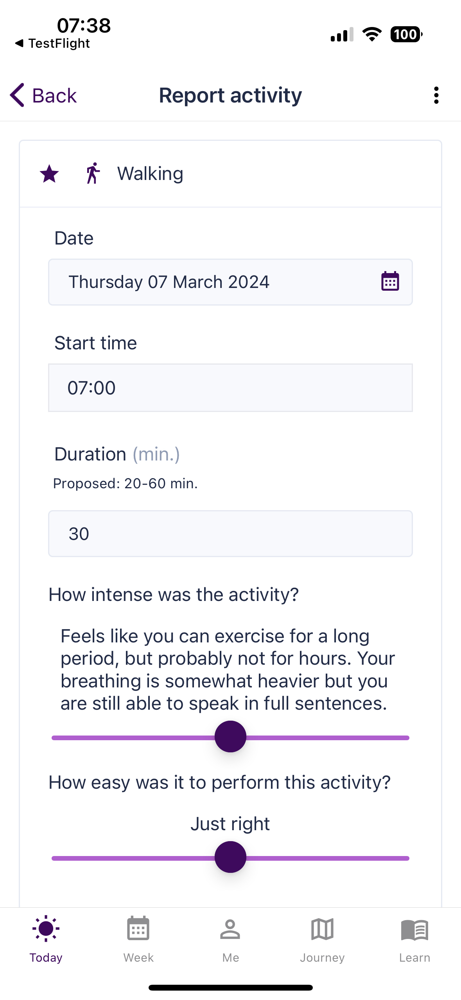 07:38
TestFlight
100
Back
Report activity
Walking
Date
Thursday 07 March 2024
Start time
07:00
Duration (min.)
Proposed: 20-60 min.
30
How intense was the activity?
Feels like you can exercise for a long
period, but probably not for hours. Your
breathing is somewhat heavier but you
are still able to speak in full sentences.
How easy was it to perform this activity?
Just right
Today
Week
Me
Journey
Learn